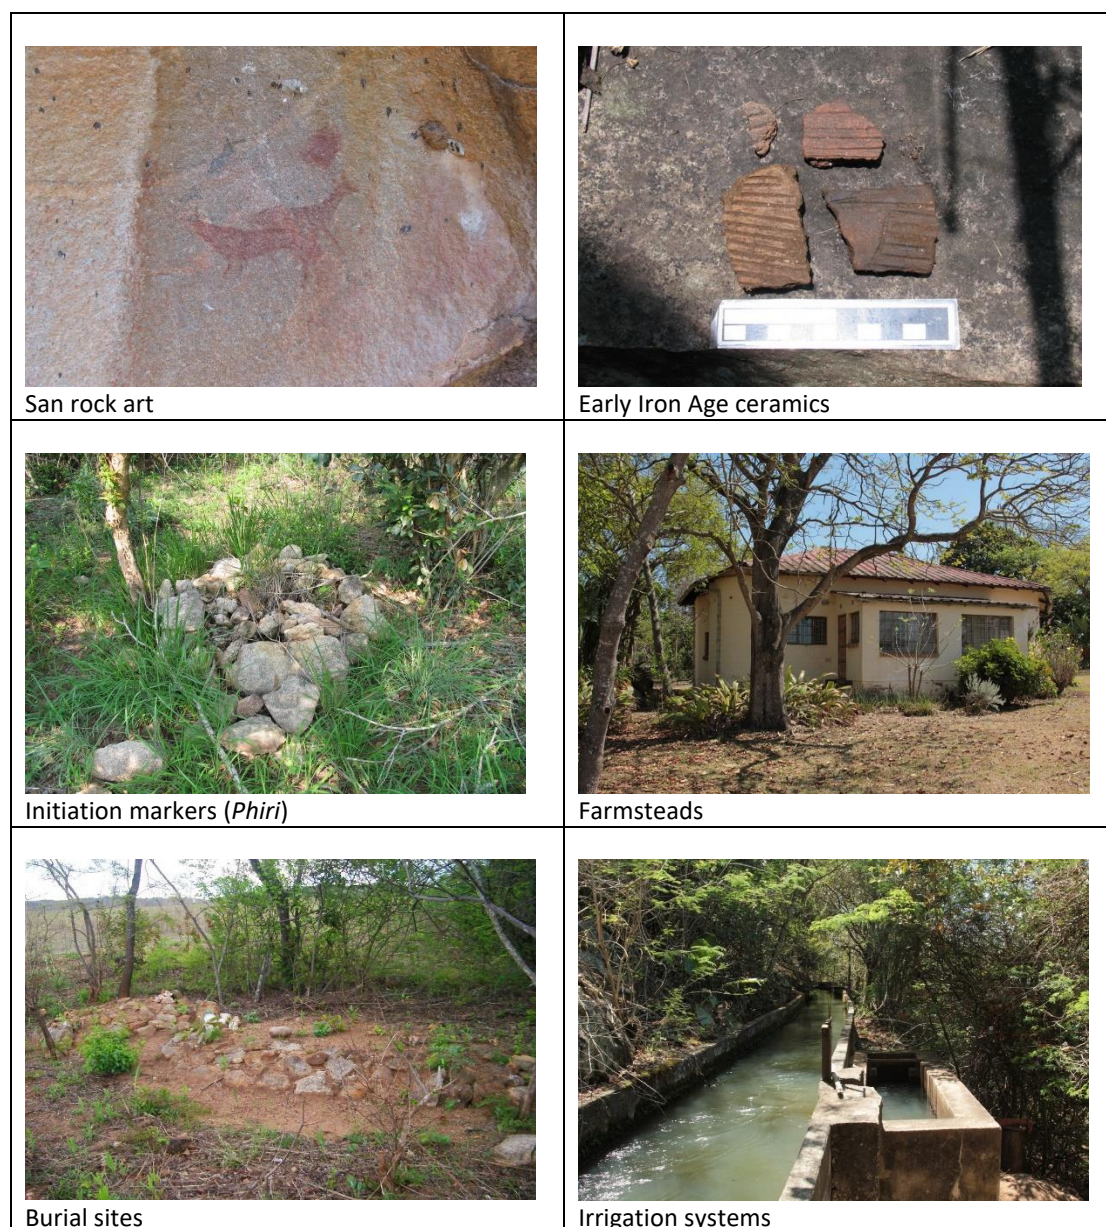 San rock art
Early Iron Age ceramics
Initiation markers (Phiri)
Farmsteads
Burial sites
Irrigation systems